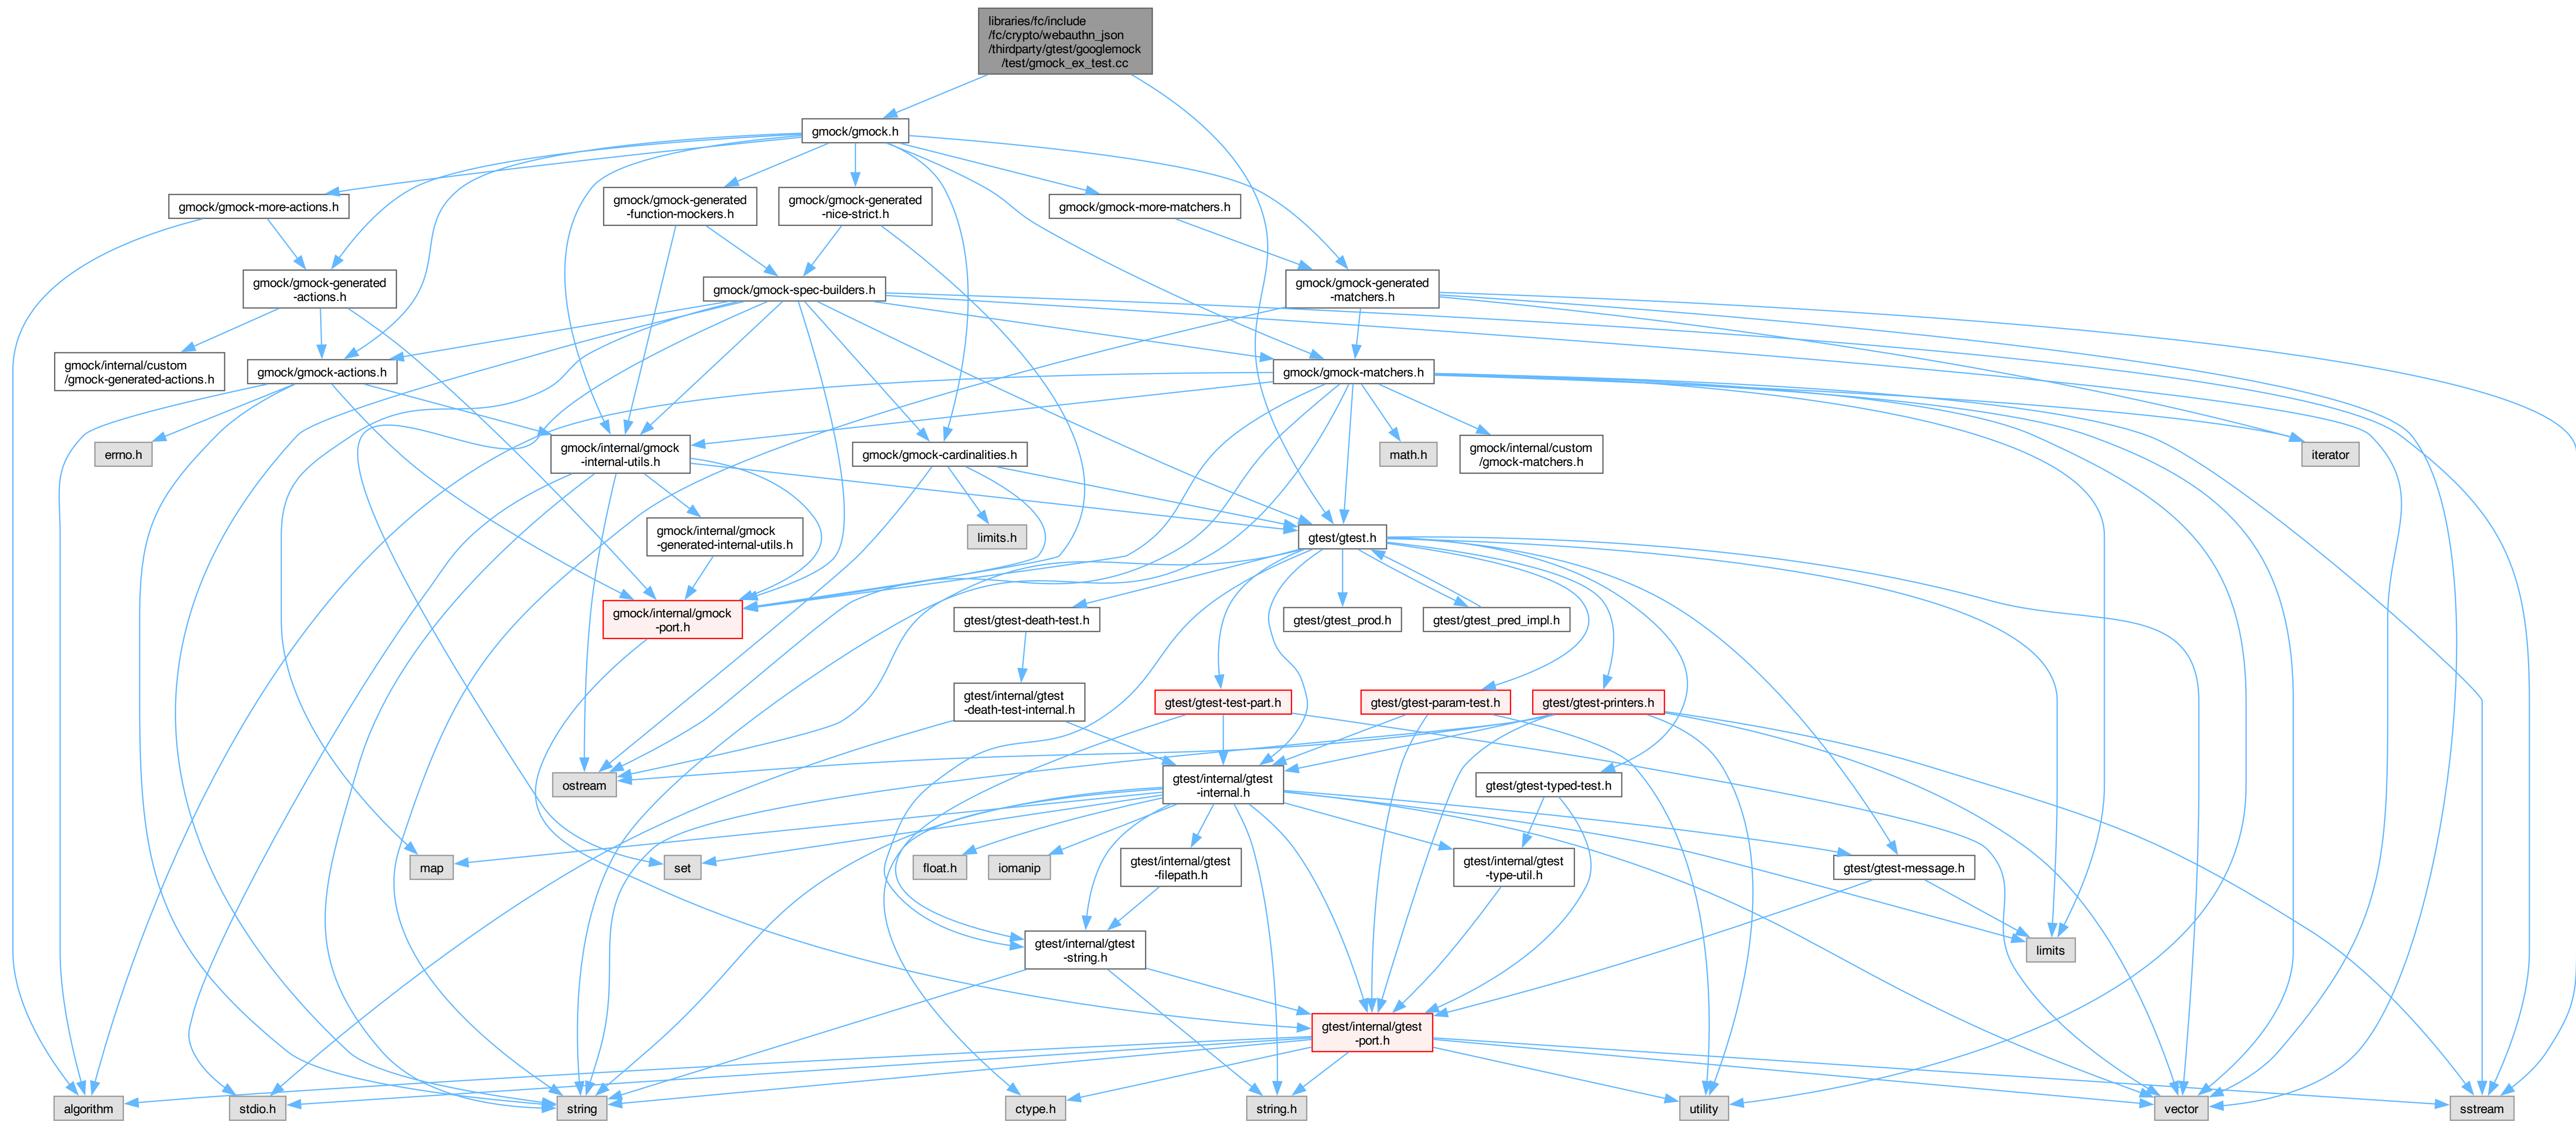 libraries/fc/include
/fc/crypto/webauthn_json
/thirdparty/gtest/googlemock
/test/gmock_ex_test.cc
gmock/gmock.h
gmock/gmock-more-actions.h
gmock/gmock-generated
-function-mockers.h
gmock/gmock-generated
-nice-strict.h
gmock/gmock-more-matchers.h
gmock/gmock-generated
-actions.h
gmock/gmock-spec-builders.h
gmock/gmock-generated
-matchers.h
gmock/internal/custom
/gmock-generated-actions.h
gmock/gmock-actions.h
gmock/gmock-matchers.h
errno.h
gmock/internal/gmock
-internal-utils.h
gmock/gmock-cardinalities.h
math.h
gmock/internal/custom
/gmock-matchers.h
iterator
gmock/internal/gmock
-generated-internal-utils.h
limits.h
gtest/gtest.h
gmock/internal/gmock
-port.h
gtest/gtest-death-test.h
gtest/gtest_prod.h
gtest/gtest_pred_impl.h
gtest/internal/gtest
-death-test-internal.h
gtest/gtest-test-part.h
gtest/gtest-param-test.h
gtest/gtest-printers.h
ostream
gtest/internal/gtest
-internal.h
gtest/gtest-typed-test.h
map
set
float.h
iomanip
gtest/internal/gtest
-filepath.h
gtest/internal/gtest
-type-util.h
gtest/gtest-message.h
gtest/internal/gtest
-string.h
limits
gtest/internal/gtest
-port.h
algorithm
stdio.h
string
ctype.h
string.h
utility
vector
sstream